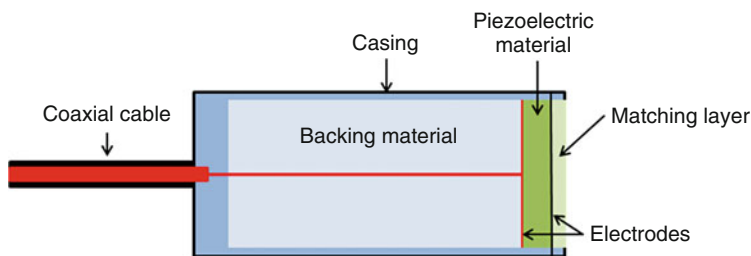 Piezoelectric
material
Casing
Coaxial cable
Backing material
Matching layer
Electrodes